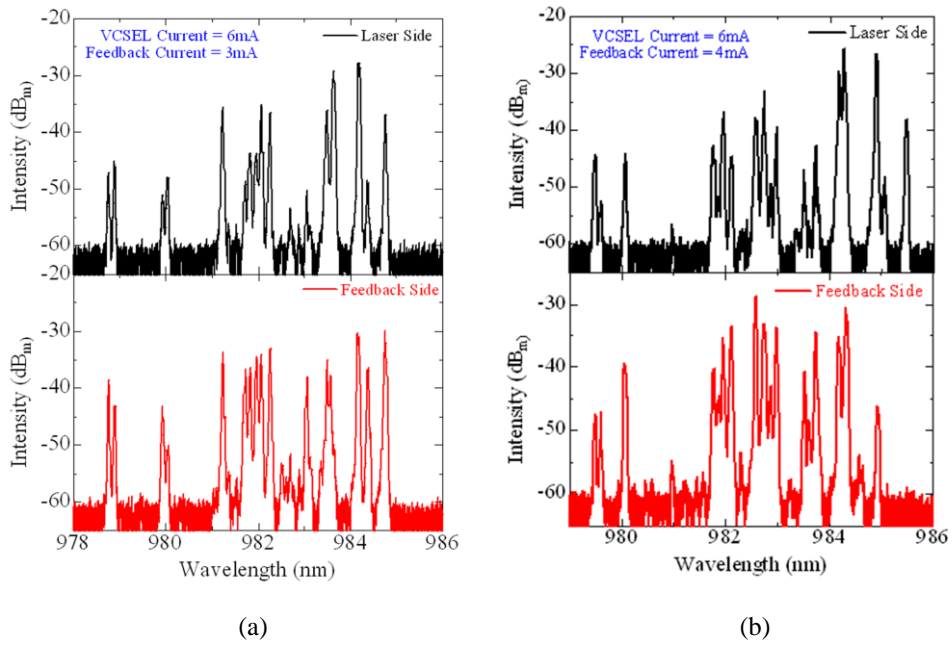 VCSEL Current = 6mA
Feedback Current = 3mA
Laser Side
Intensity (dBm)
-20
-30
-40
-50
-60
-20
Feedback Side
Intensity (dBm)
-30
-40
-50
-60
978 980 982 984 986
Wavelength (nm)
(a)
VCSEL Current = 6mA
Feedback Current = 4mA
Laser Side
Intensity (dBm)
-20
-30
-40
-50
-60
Feedback Side
Intensity (dBm)
-30
-40
-50
-60
980 982 984 986
Wavelength (nm)
(b)